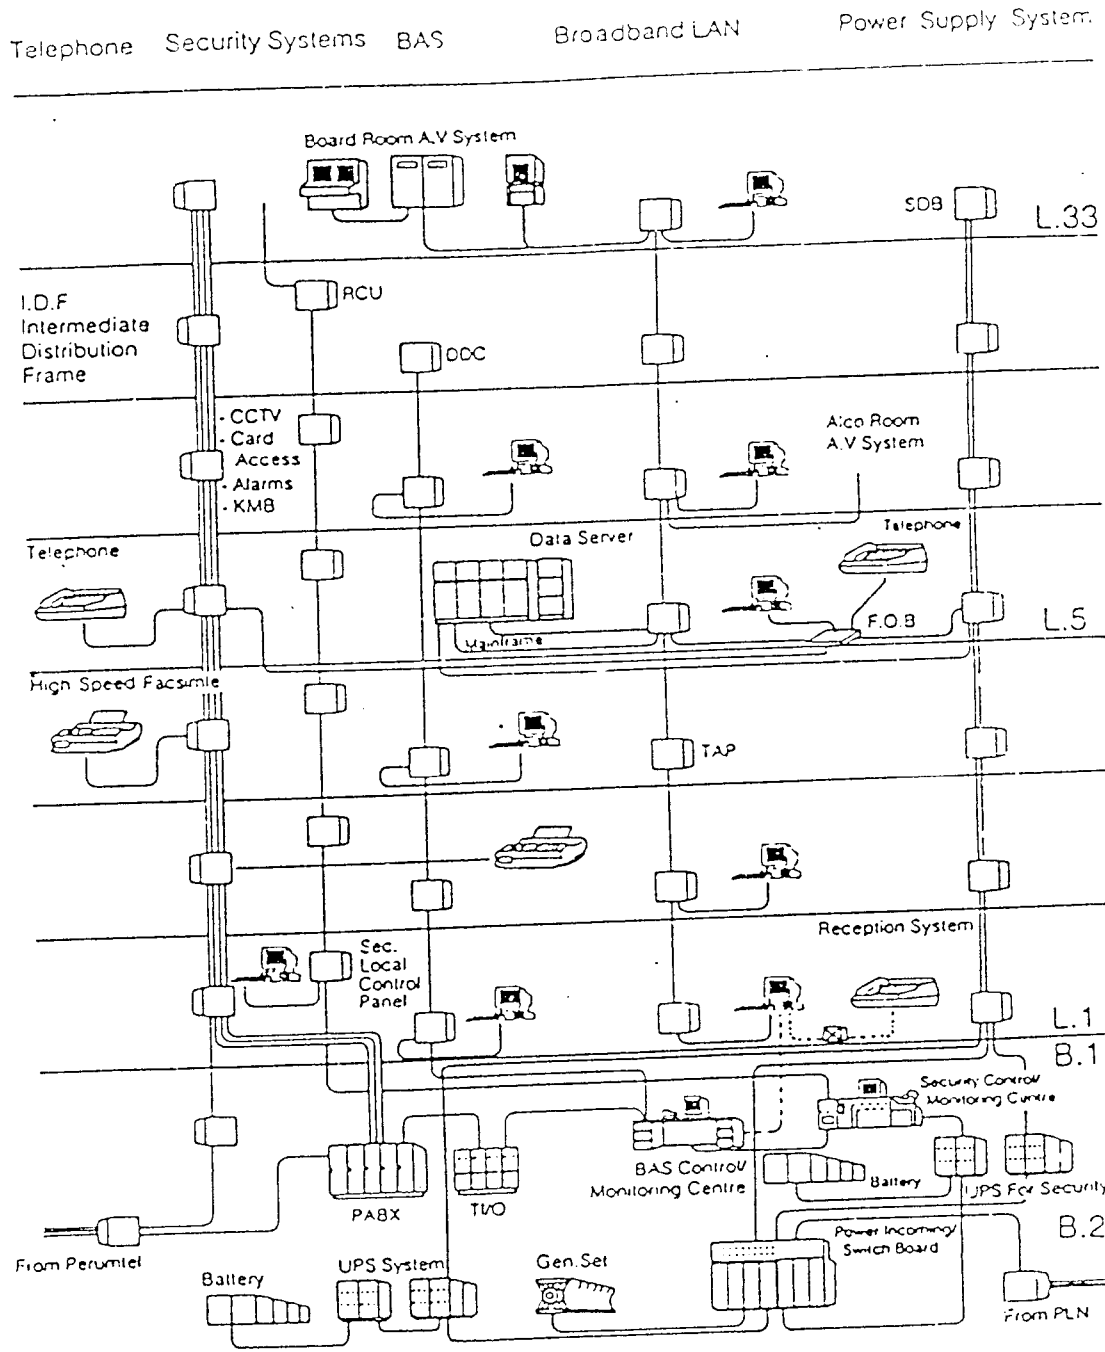 Telephone
Security Systems
BAS
Broadband LAN
Power Supply System
Board Room A.V System
SDB
L.33
I.D.F
Intermediate
Distribution
Frame
RCU
DDC
- CCTV
- Card
Access
- Alarms
- KMB
Alco Room
A.V System
Telephone
Data Server
Telephone
Mainframe
F.O.B
L.5
High Speed Facsimile
TAP
Reception System
Sec.
Local
Control
Panel
L.1
B.1
Security Control/
Monitoring Centre
BAS Control/
Monitoring Centre
Battery
UPS For Security
PABX
TI/O
From Perumtel
Power Incoming/
Switch Board
B.2
Battery
UPS System
Gen.Set
From PLN